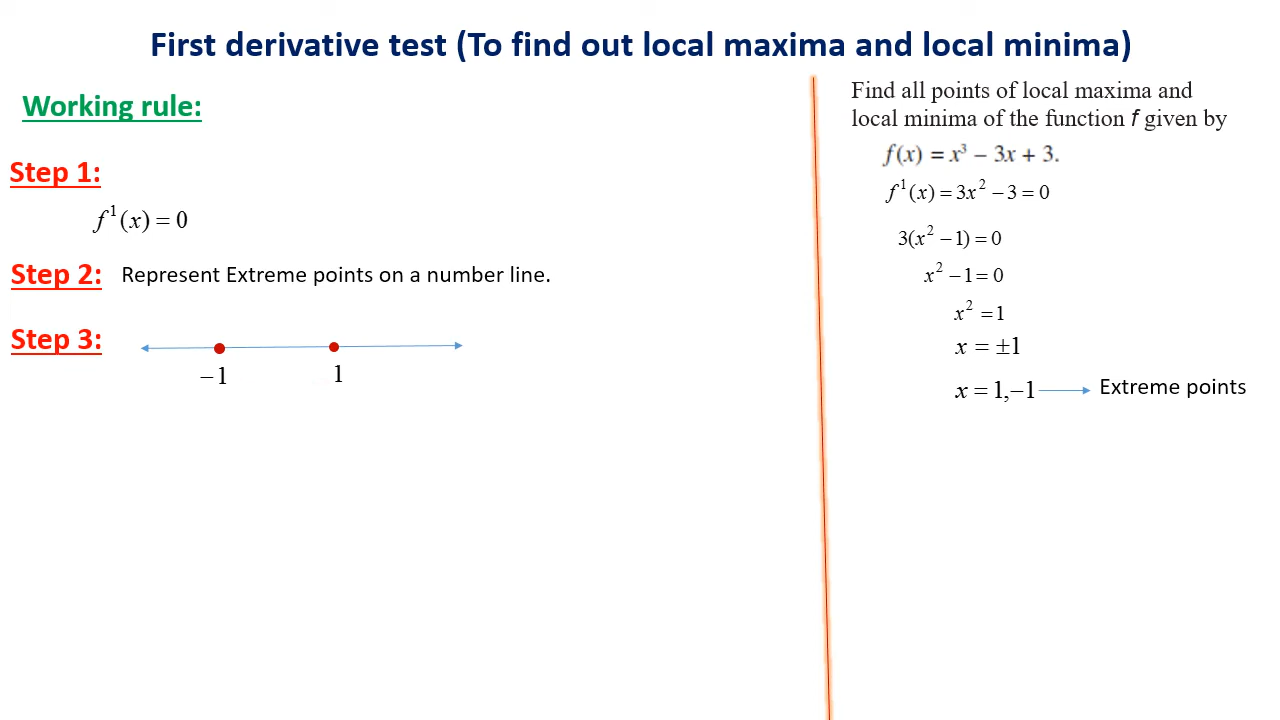 First derivative test (To find out local maxima and local minima)
Working rule:
Step 1:
f¹(x) = 0
Step 2: Represent Extreme points on a number line.
Step 3:
−1 1
Find all points of local maxima and
local minima of the function f given by
f(x) = x³ − 3x + 3.
f¹(x) = 3x² − 3 = 0
3(x² − 1) = 0
x² − 1 = 0
x² = 1
x = ±1
x = 1,−1 Extreme points